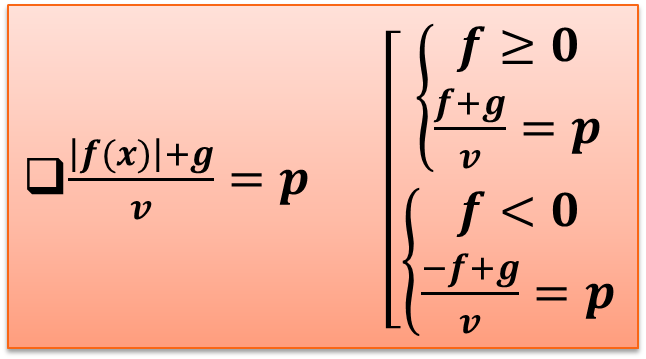 ❑ (|f(x)|+g)/v = p
f ≥ 0
(f+g)/v = p
f < 0
(−f+g)/v = p